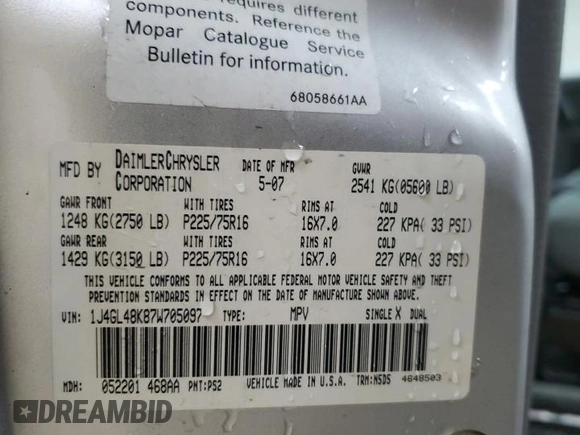 requires different
components. Reference the
Mopar Catalogue Service
Bulletin for information.
68058661AA
MFD BY DAIMLERCHRYSLER CORPORATION DATE OF MFR 5-07 GVWR 2541 KG(05600 LB)
GAWR FRONT WITH TIRES RIMS AT COLD
1248 KG(2750 LB) P225/75R16 16X7.0 227 KPA( 33 PSI)
GAWR REAR WITH TIRES RIMS AT COLD
1429 KG(3150 LB) P225/75R16 16X7.0 227 KPA( 33 PSI)
THIS VEHICLE CONFORMS TO ALL APPLICABLE FEDERAL MOTOR VEHICLE SAFETY AND THEFT
PREVENTION STANDARDS IN EFFECT ON THE DATE OF MANUFACTURE SHOWN ABOVE.
VIN: 1J4GL48K87W705097 TYPE: MPV SINGLE X DUAL
MDH: 052201 468AA PNT:PS2 VEHICLE MADE IN U.S.A. TRM:N5D5 4648503
DREAMBID